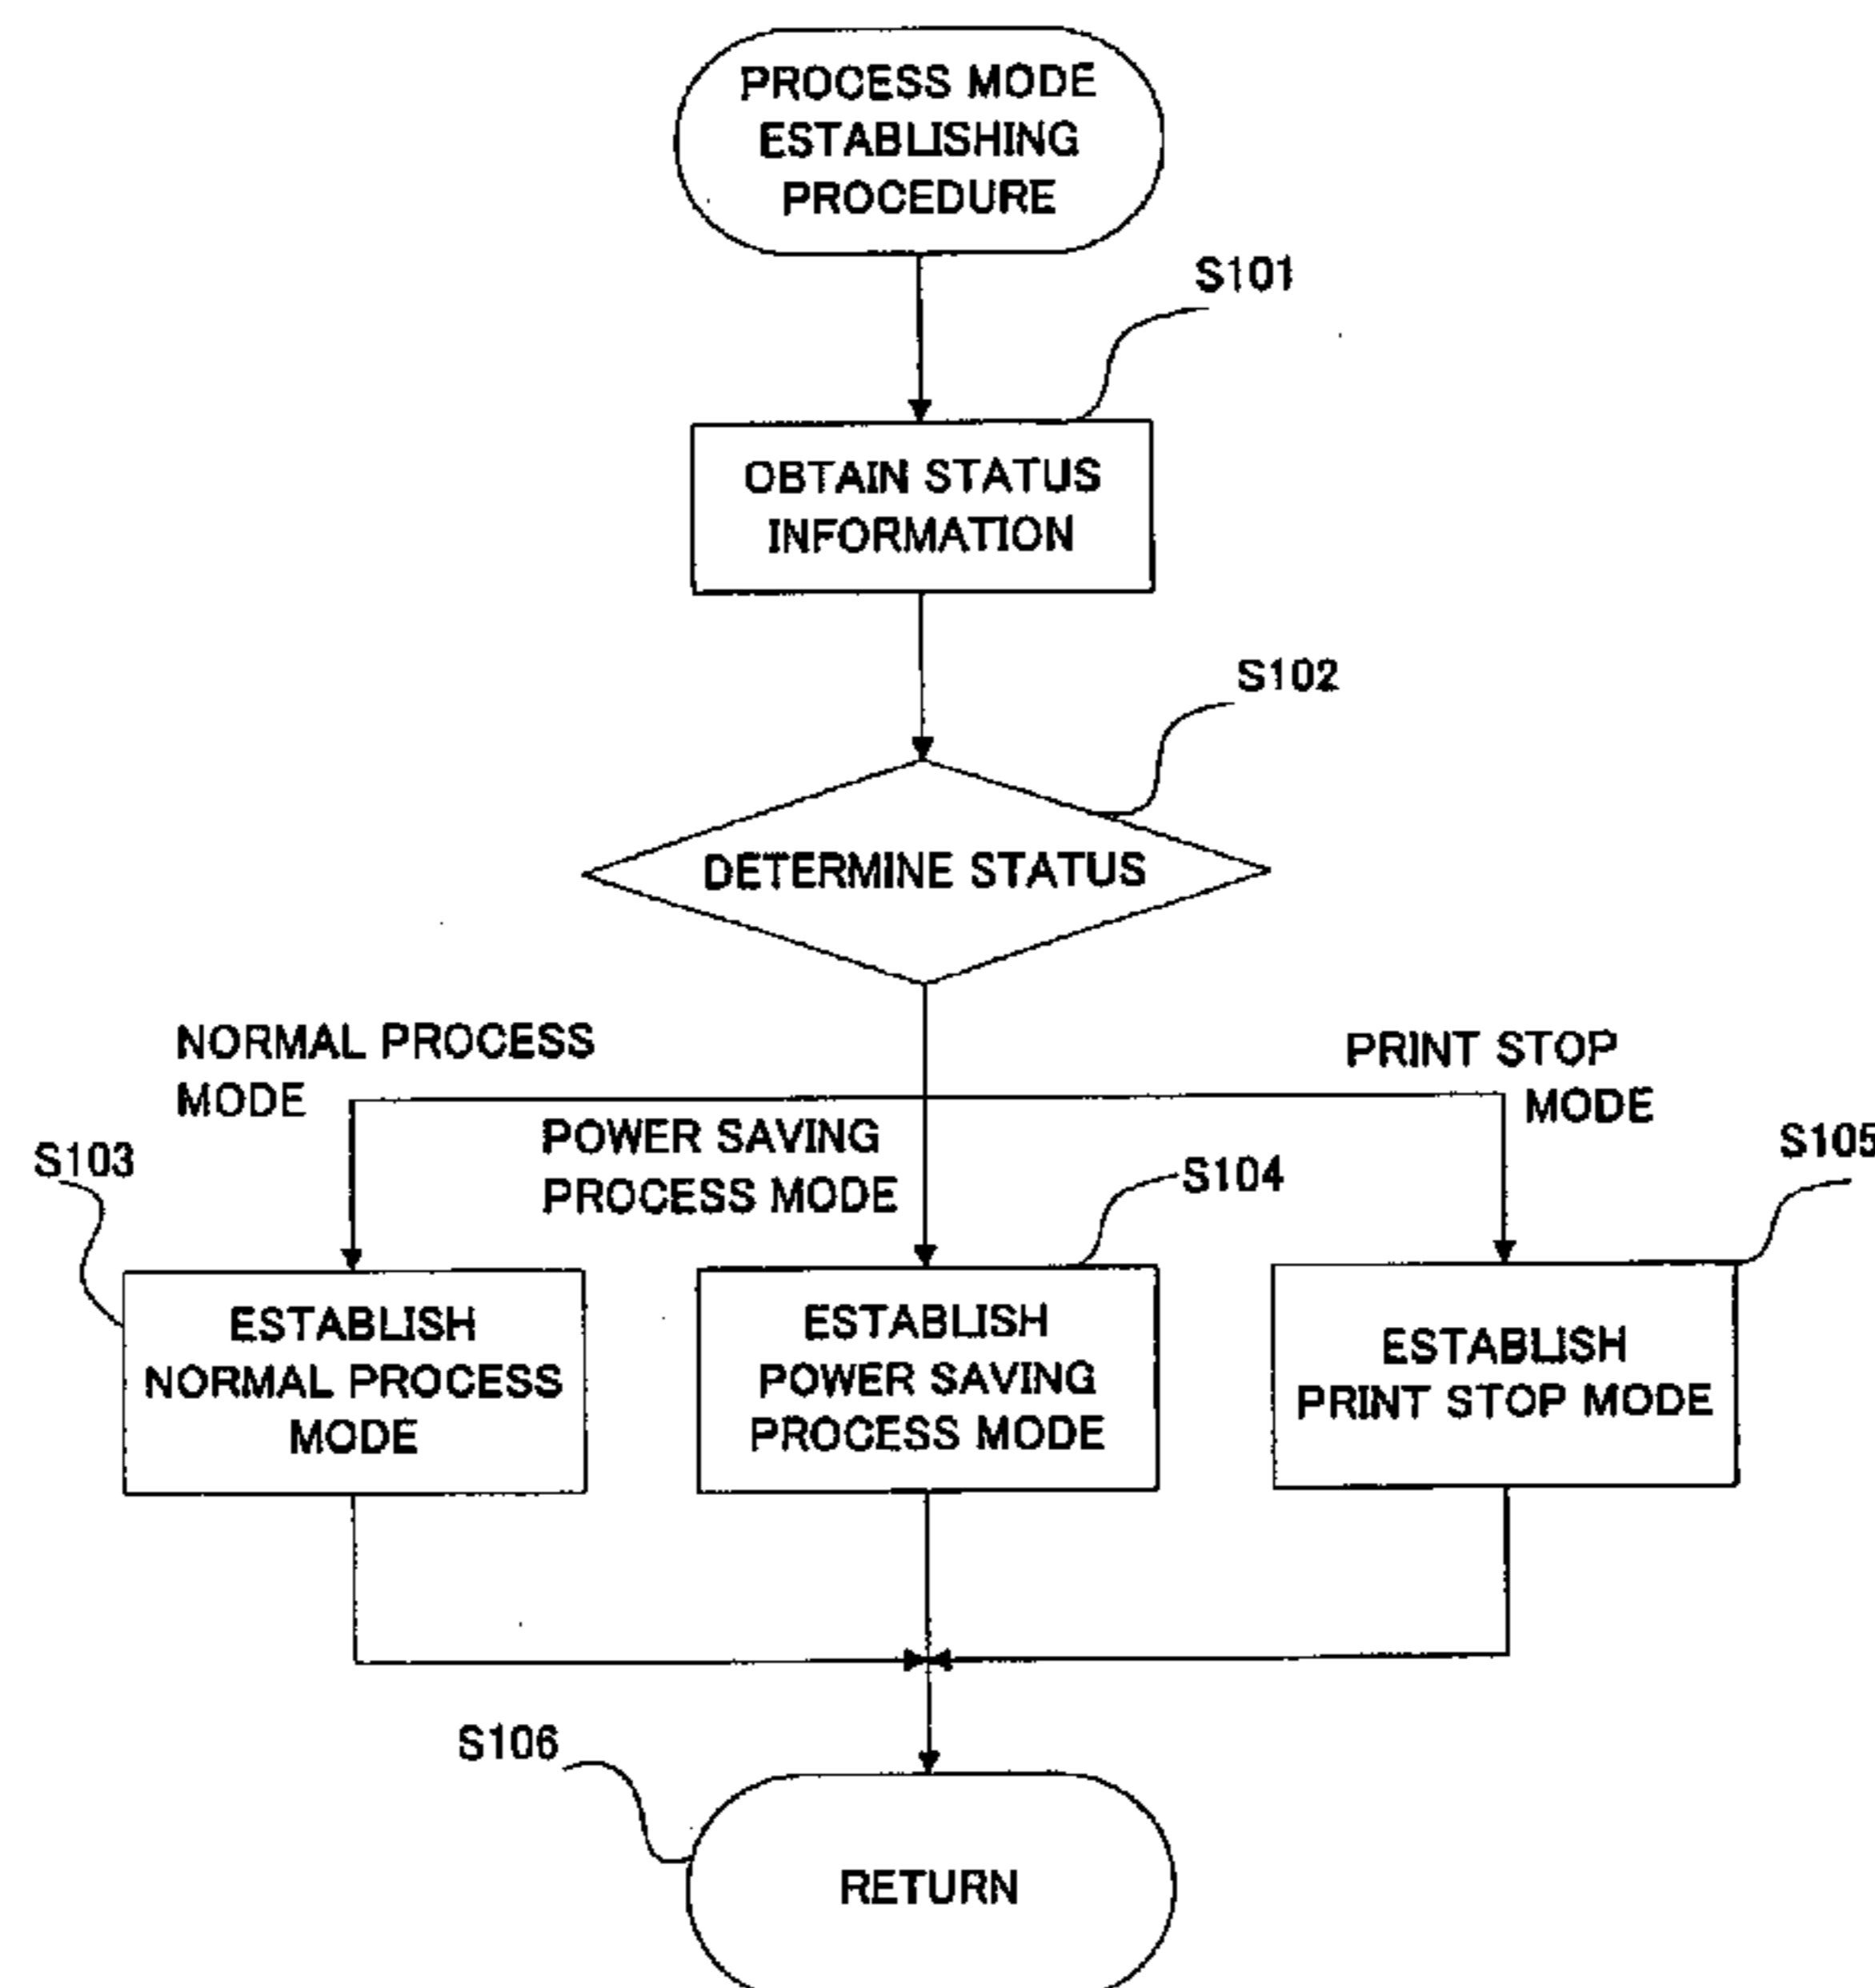 PROCESS MODE
ESTABLISHING
PROCEDURE
S101
OBTAIN STATUS
INFORMATION
S102
DETERMINE STATUS
NORMAL PROCESS
MODE
PRINT STOP
MODE
POWER SAVING
PROCESS MODE
S103
S104
S105
ESTABLISH
NORMAL PROCESS
MODE
ESTABLISH
POWER SAVING
PROCESS MODE
ESTABLISH
PRINT STOP MODE
S106
RETURN